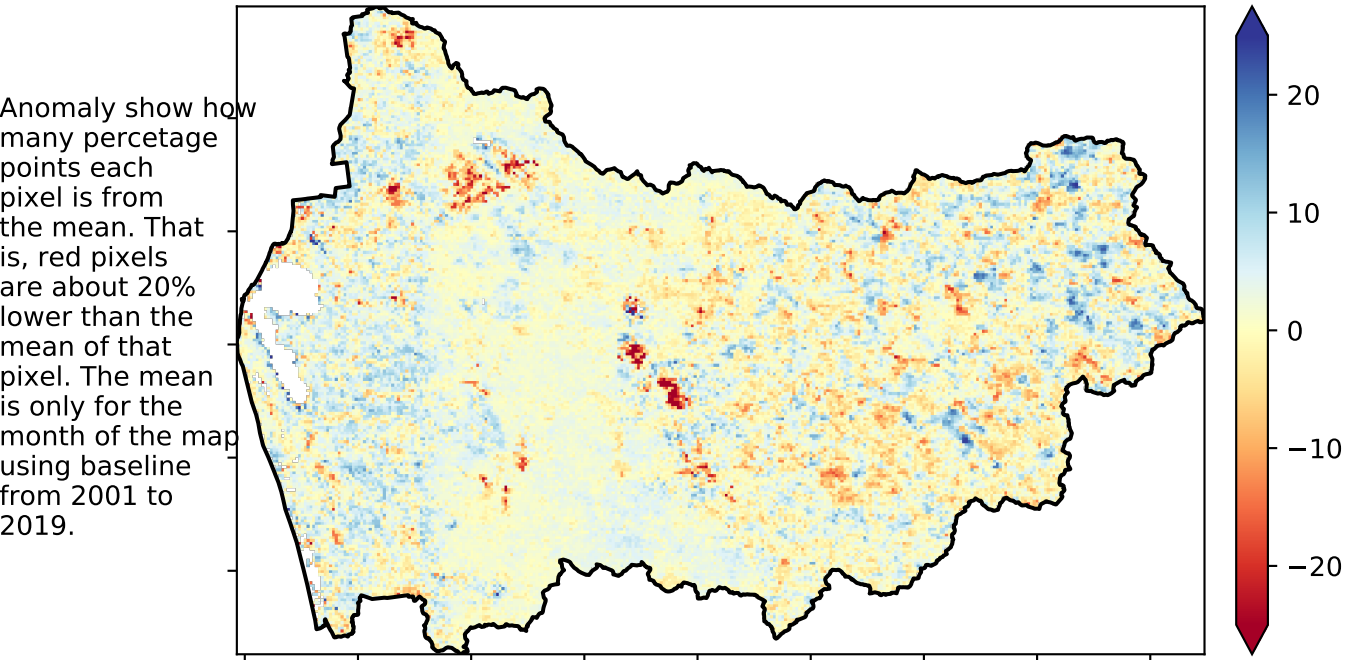 Anomaly show how
many percetage
points each
pixel is from
the mean. That
is, red pixels
are about 20%
lower than the
mean of that
pixel. The mean
is only for the
month of the map
using baseline
from 2001 to
2019.
20
10
0
−10
−20